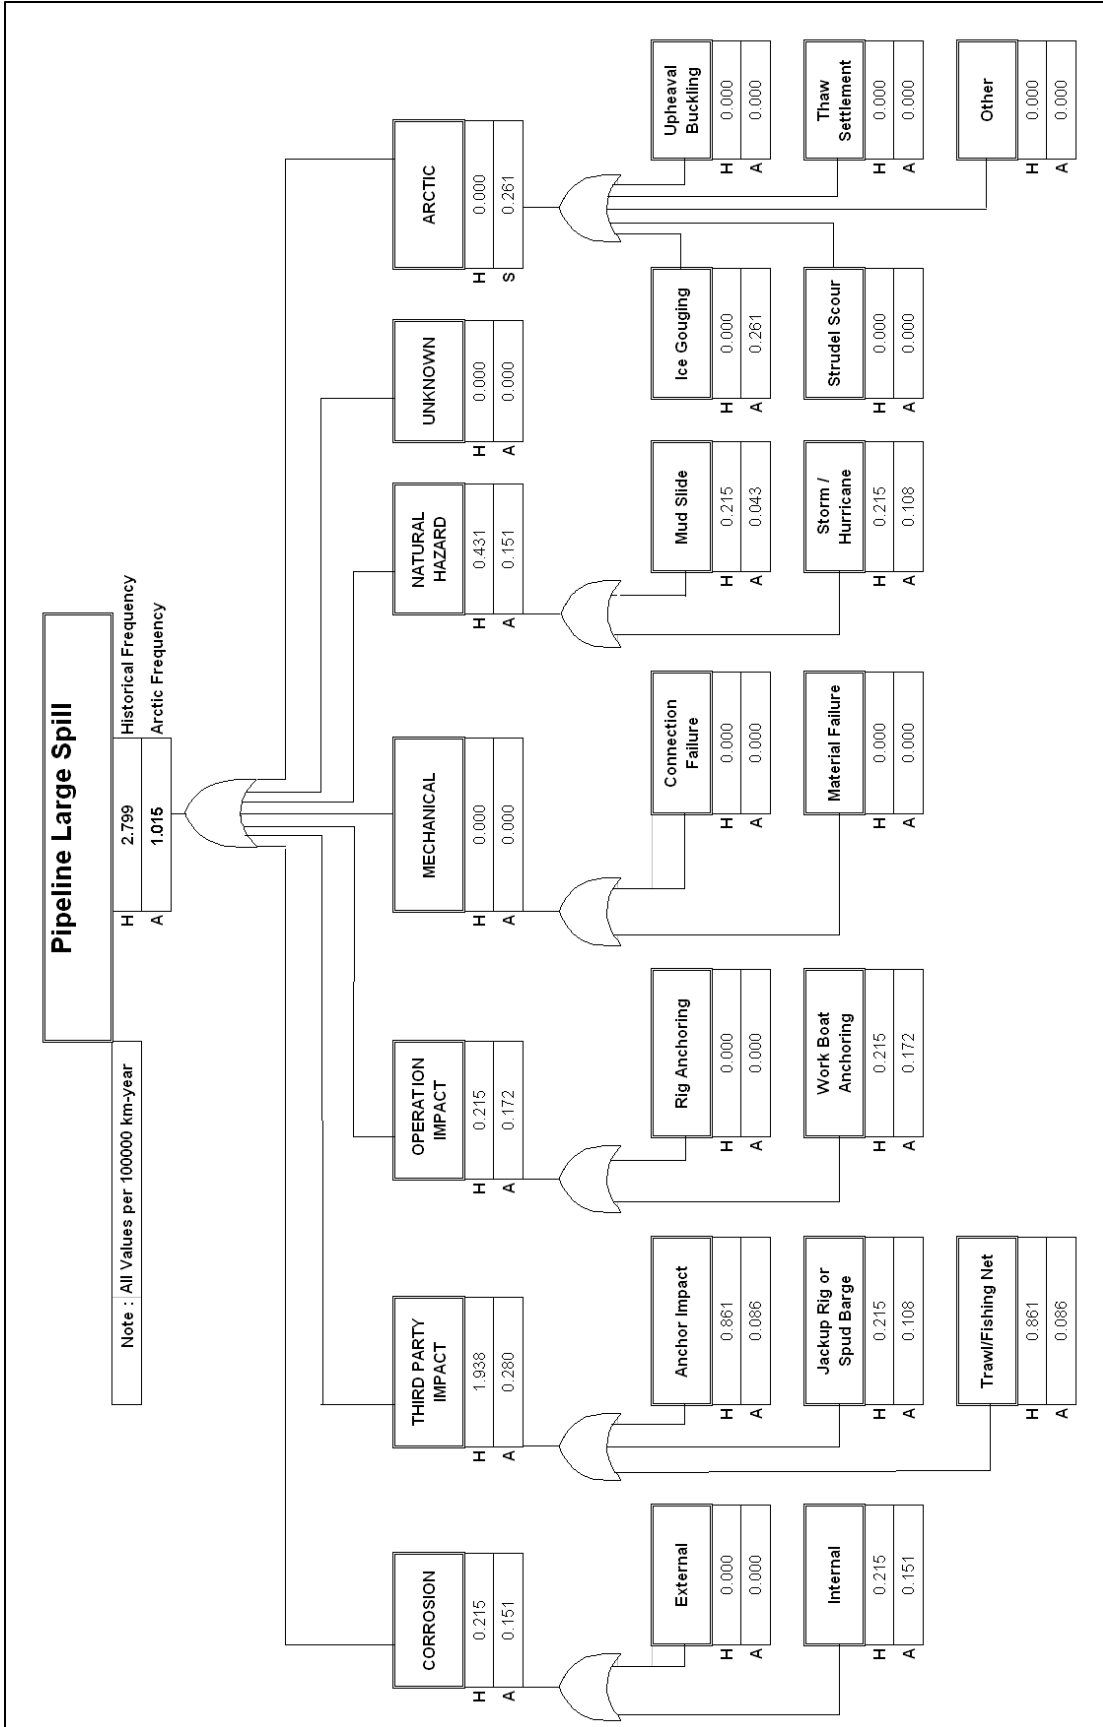 Pipeline Large Spill
Note : All Values per 100000 km-year
H 2.799 Historical Frequency
A 1.015 Arctic Frequency
CORROSION
H 0.215
A 0.151
THIRD PARTY
IMPACT
H 1.938
A 0.280
OPERATION
IMPACT
H 0.215
A 0.172
MECHANICAL
H 0.000
A 0.000
NATURAL
HAZARD
H 0.431
A 0.151
UNKNOWN
H 0.000
A 0.000
ARCTIC
H 0.000
S 0.261
External
H 0.000
A 0.000
Internal
H 0.215
A 0.151
Anchor Impact
H 0.861
A 0.086
Jackup Rig or
Spud Barge
H 0.215
A 0.108
Trawl/Fishing Net
H 0.861
A 0.086
Rig Anchoring
H 0.000
A 0.000
Work Boat
Anchoring
H 0.215
A 0.172
Connection
Failure
H 0.000
A 0.000
Material Failure
H 0.000
A 0.000
Mud Slide
H 0.215
A 0.043
Storm /
Hurricane
H 0.215
A 0.108
Ice Gouging
H 0.000
A 0.261
Strudel Scour
H 0.000
A 0.000
Upheaval
Buckling
H 0.000
A 0.000
Thaw
Settlement
H 0.000
A 0.000
Other
H 0.000
A 0.000